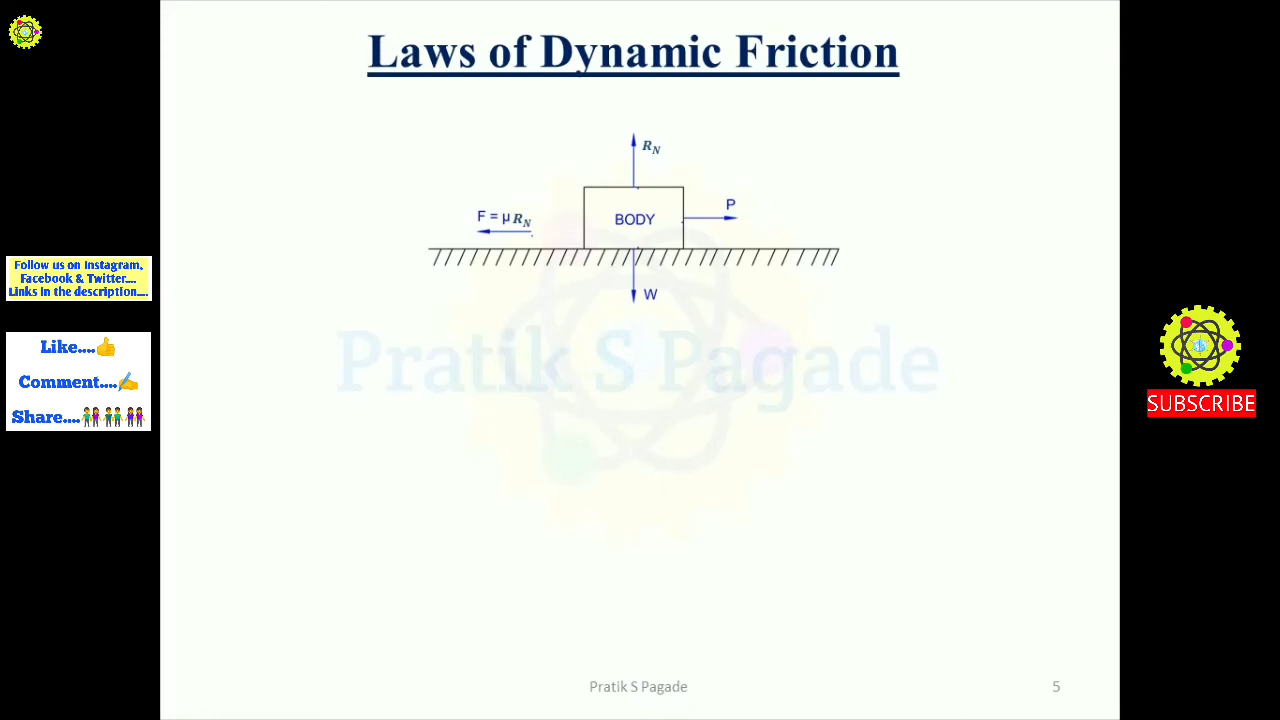 Laws of Dynamic Friction
R_N
F = μ R_N
BODY
P
W
Pratik S Pagade
Follow us on Instagram,
Facebook & Twitter....
Links in the description....
Like....👍
Comment....✍
Share....👫👬👭
SUBSCRIBE
Pratik S Pagade
5